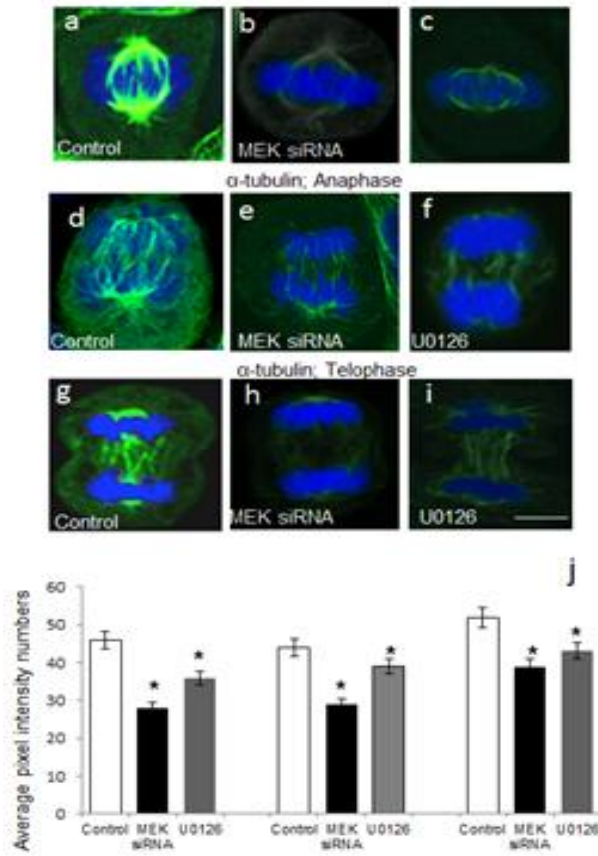 a b c
Control MEK siRNA
α-tubulin; Anaphase
d e f
Control MEK siRNA U0126
α-tubulin; Telophase
g h i
Control MEK siRNA U0126
j
Average pixel intensity numbers
60
50
40
30
20
10
0
* * * * * *
Control MEK siRNA U0126 Control MEK siRNA U0126 Control MEK siRNA U0126